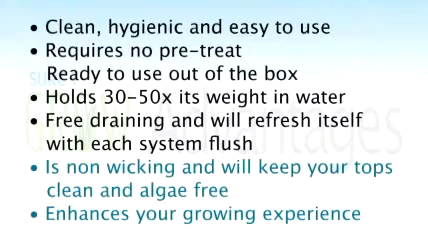 • Clean, hygienic and easy to use
• Requires no pre-treat
Ready to use out of the box
• Holds 30-50x its weight in water
• Free draining and will refresh itself
with each system flush
• Is non wicking and will keep your tops
clean and algae free
• Enhances your growing experience
Advantages